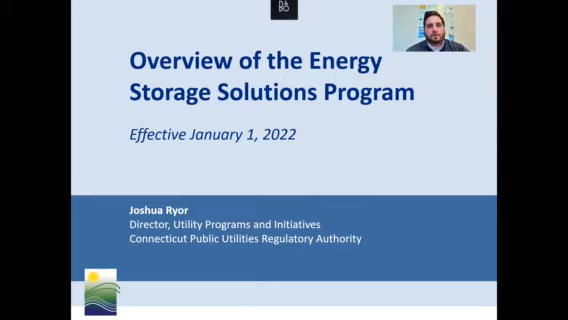 Overview of the Energy
Storage Solutions Program
Effective January 1, 2022
Joshua Ryor
Director, Utility Programs and Initiatives
Connecticut Public Utilities Regulatory Authority